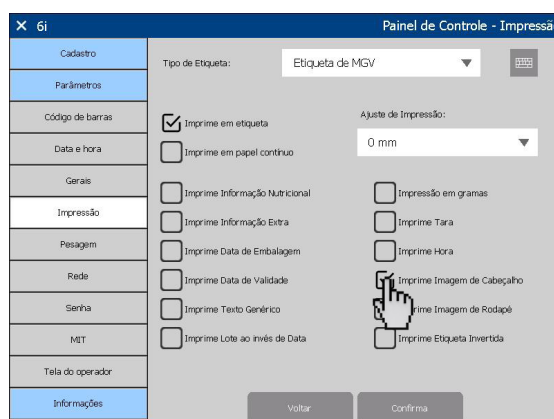 ✕ 6i Painel de Controle - Impressã
Cadastro
Parâmetros
Código de barras
Data e hora
Gerais
Impressão
Pesagem
Rede
Senha
MIT
Tela do operador
Informações
Tipo de Etiqueta: Etiqueta de MGV
Ajuste de Impressão:
Imprime em etiqueta
0 mm
Imprime em papel contínuo
Imprime Informação Nutricional Impressão em gramas
Imprime Informação Extra Imprime Tara
Imprime Data de Embalagem Imprime Hora
Imprime Data de Validade Imprime Imagem de Cabeçalho
Imprime Texto Genérico rime Imagem de Rodapé
Imprime Lote ao invés de Data Imprime Etiqueta Invertida
Voltar Confirma